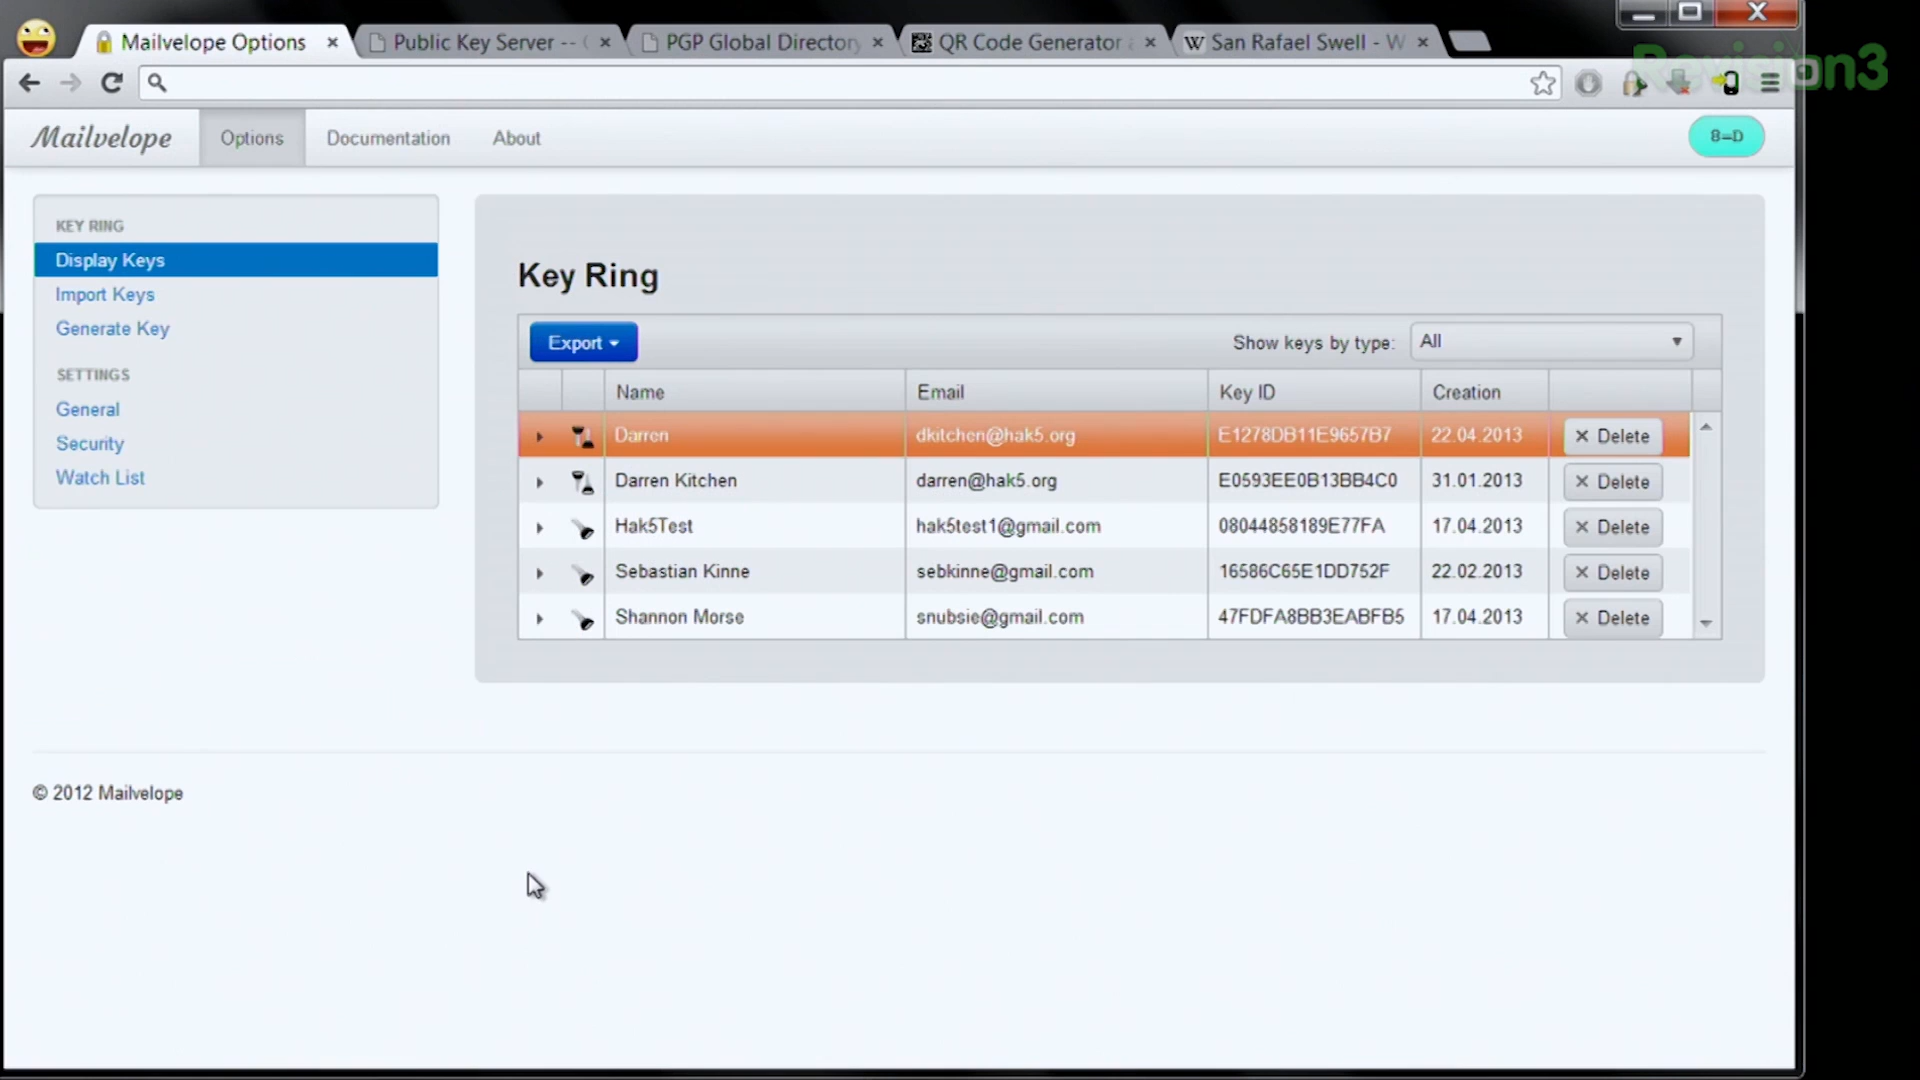 Mailvelope Options
Public Key Server -- (
PGP Global Directory
QR Code Generator a
San Rafael Swell - W
Revision3
Mailvelope
Options
Documentation
About
8=D
KEY RING
Display Keys
Import Keys
Generate Key
SETTINGS
General
Security
Watch List
Key Ring
Export
Show keys by type:
All
Name Email Key ID Creation
Darren dkitchen@hak5.org E1278DB11E9657B7 22.04.2013 Delete
Darren Kitchen darren@hak5.org E0593EE0B13BB4C0 31.01.2013 Delete
Hak5Test hak5test1@gmail.com 08044858189E77FA 17.04.2013 Delete
Sebastian Kinne sebkinne@gmail.com 16586C65E1DD752F 22.02.2013 Delete
Shannon Morse snubsie@gmail.com 47FDFA8BB3EABFB5 17.04.2013 Delete
© 2012 Mailvelope